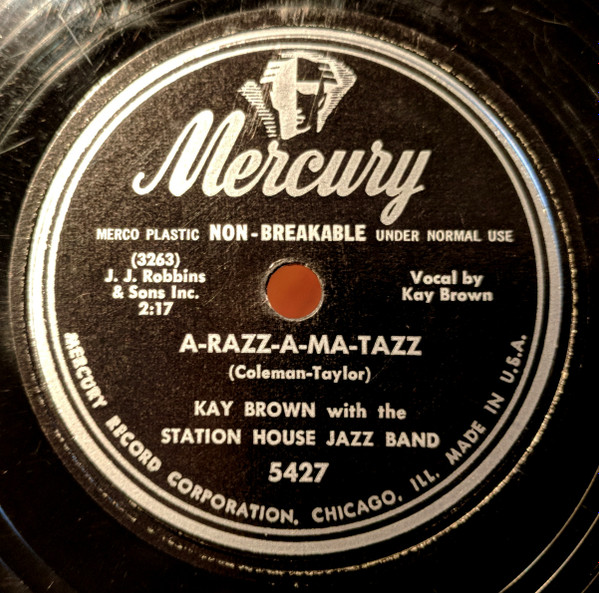 Mercury
MERCO PLASTIC NON-BREAKABLE UNDER NORMAL USE
(3263)
J. J. Robbins
& Sons Inc.
2:17
Vocal by
Kay Brown
A-RAZZ-A-MA-TAZZ
(Coleman-Taylor)
KAY BROWN with the
STATION HOUSE JAZZ BAND
5427
MERCURY RECORD CORPORATION, CHICAGO, ILL. MADE IN U.S.A.